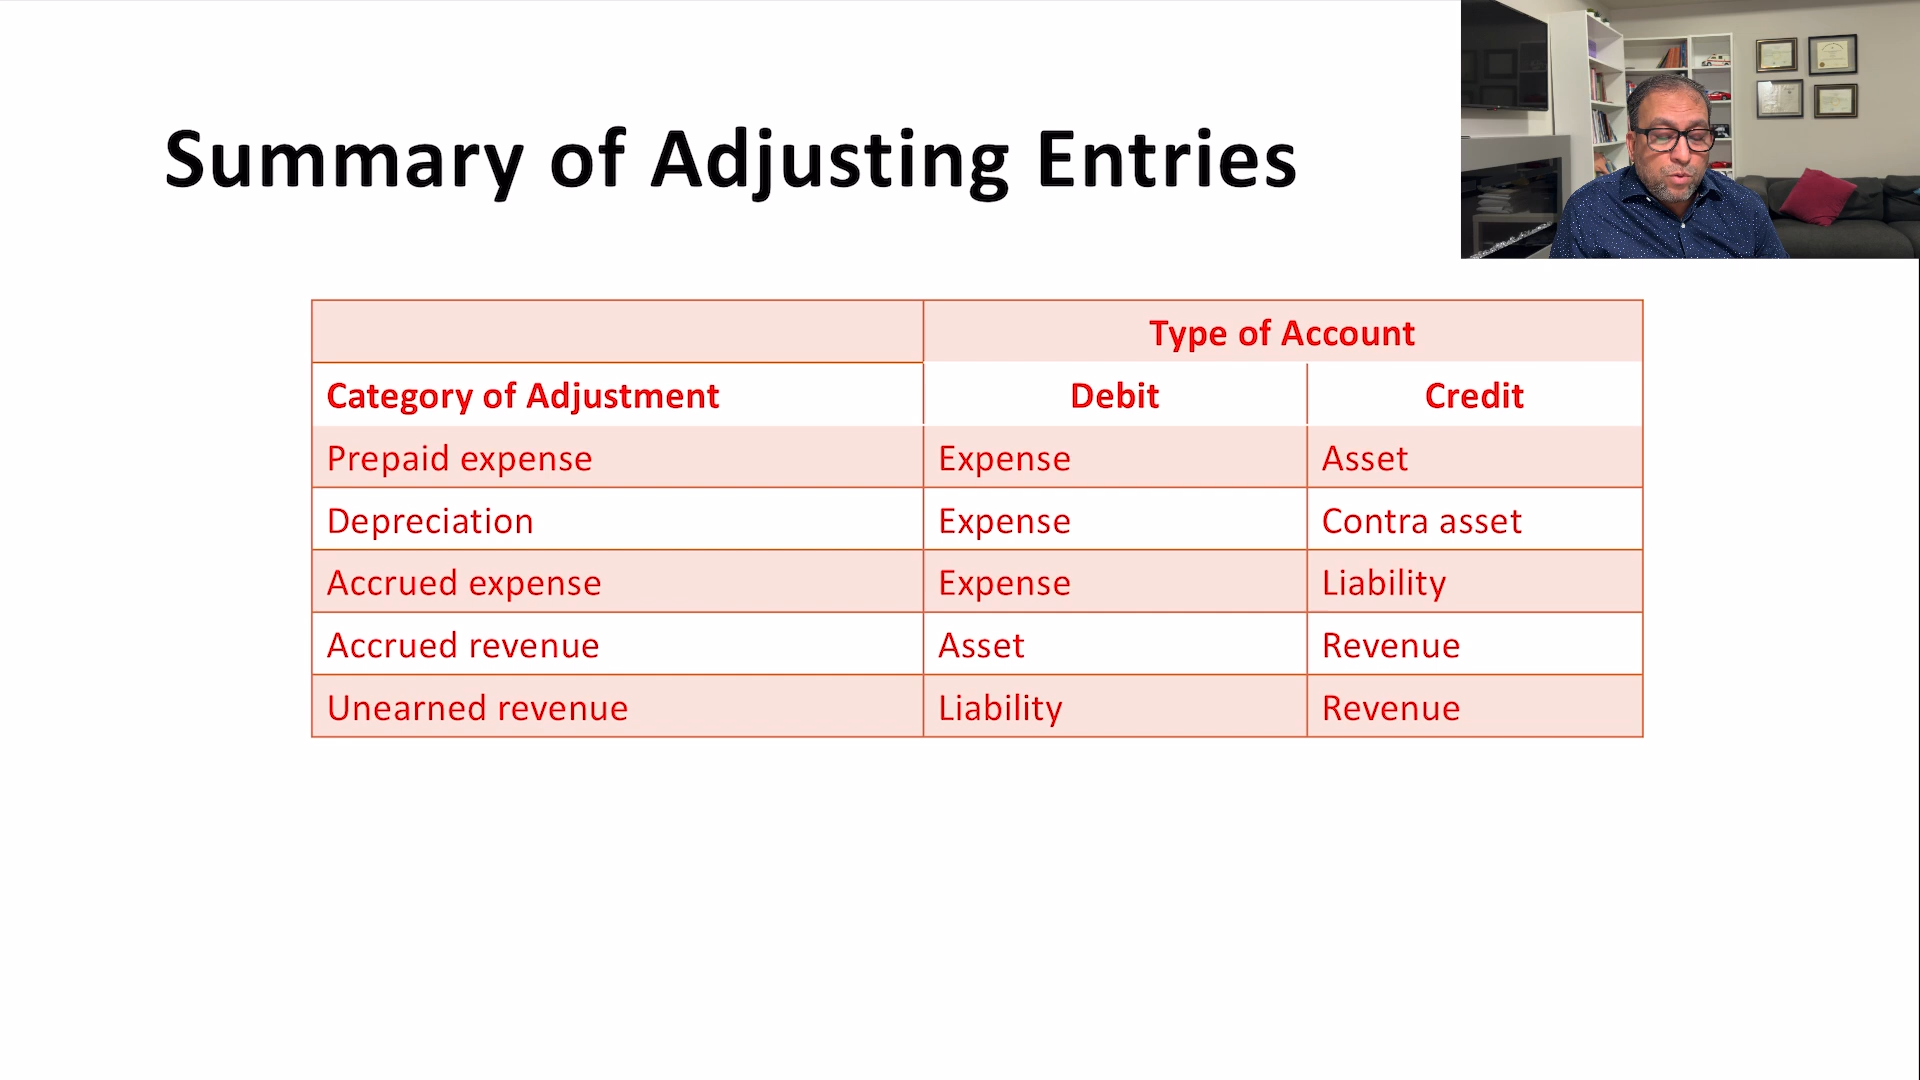 Summary of Adjusting Entries
Type of Account
Category of Adjustment Debit Credit
Prepaid expense Expense Asset
Depreciation Expense Contra asset
Accrued expense Expense Liability
Accrued revenue Asset Revenue
Unearned revenue Liability Revenue